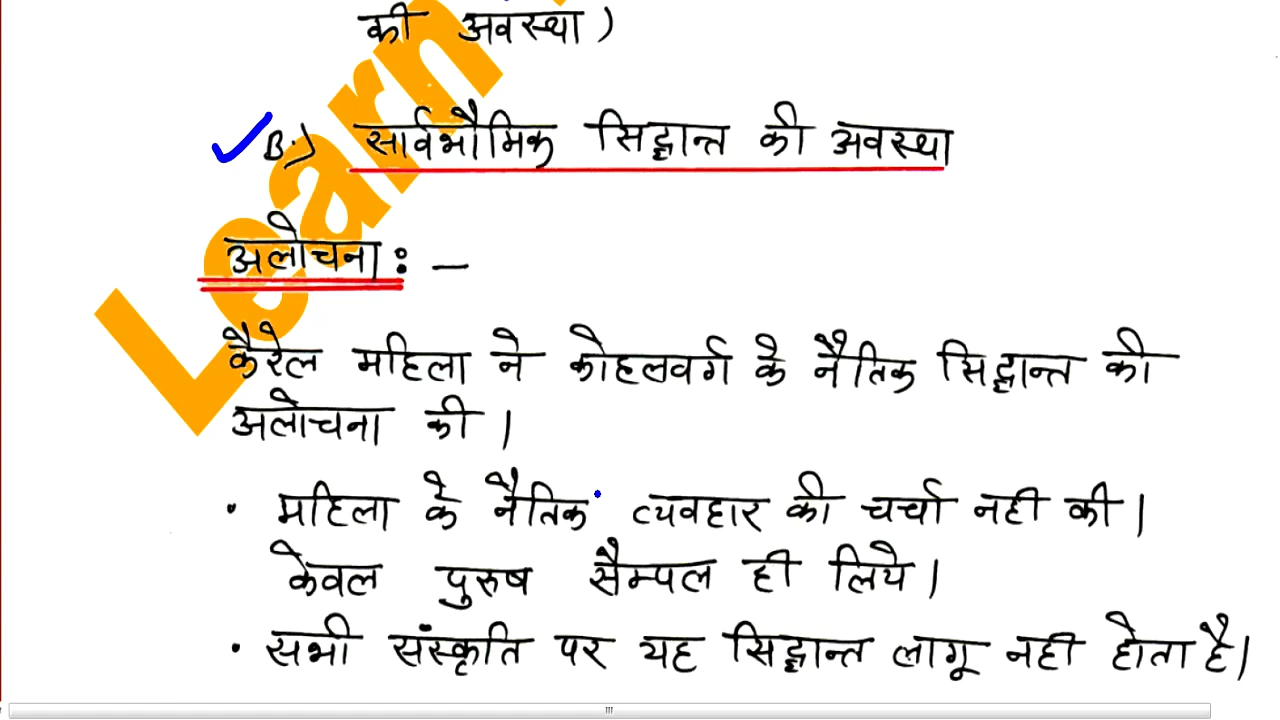 की अवस्था)
B.) सार्वभौमिक सिद्धान्त की अवस्था
अलोचना : —
कैरेल महिला ने कोहलवर्ग के नैतिक सिद्धान्त की
अलोचना की।
• महिला के नैतिक व्यवहार की चर्चा नही की।
केवल पुरुष सैम्पल ही लिये।
• सभी संस्कृति पर यह सिद्धान्त लागू नही होता है।
Learn